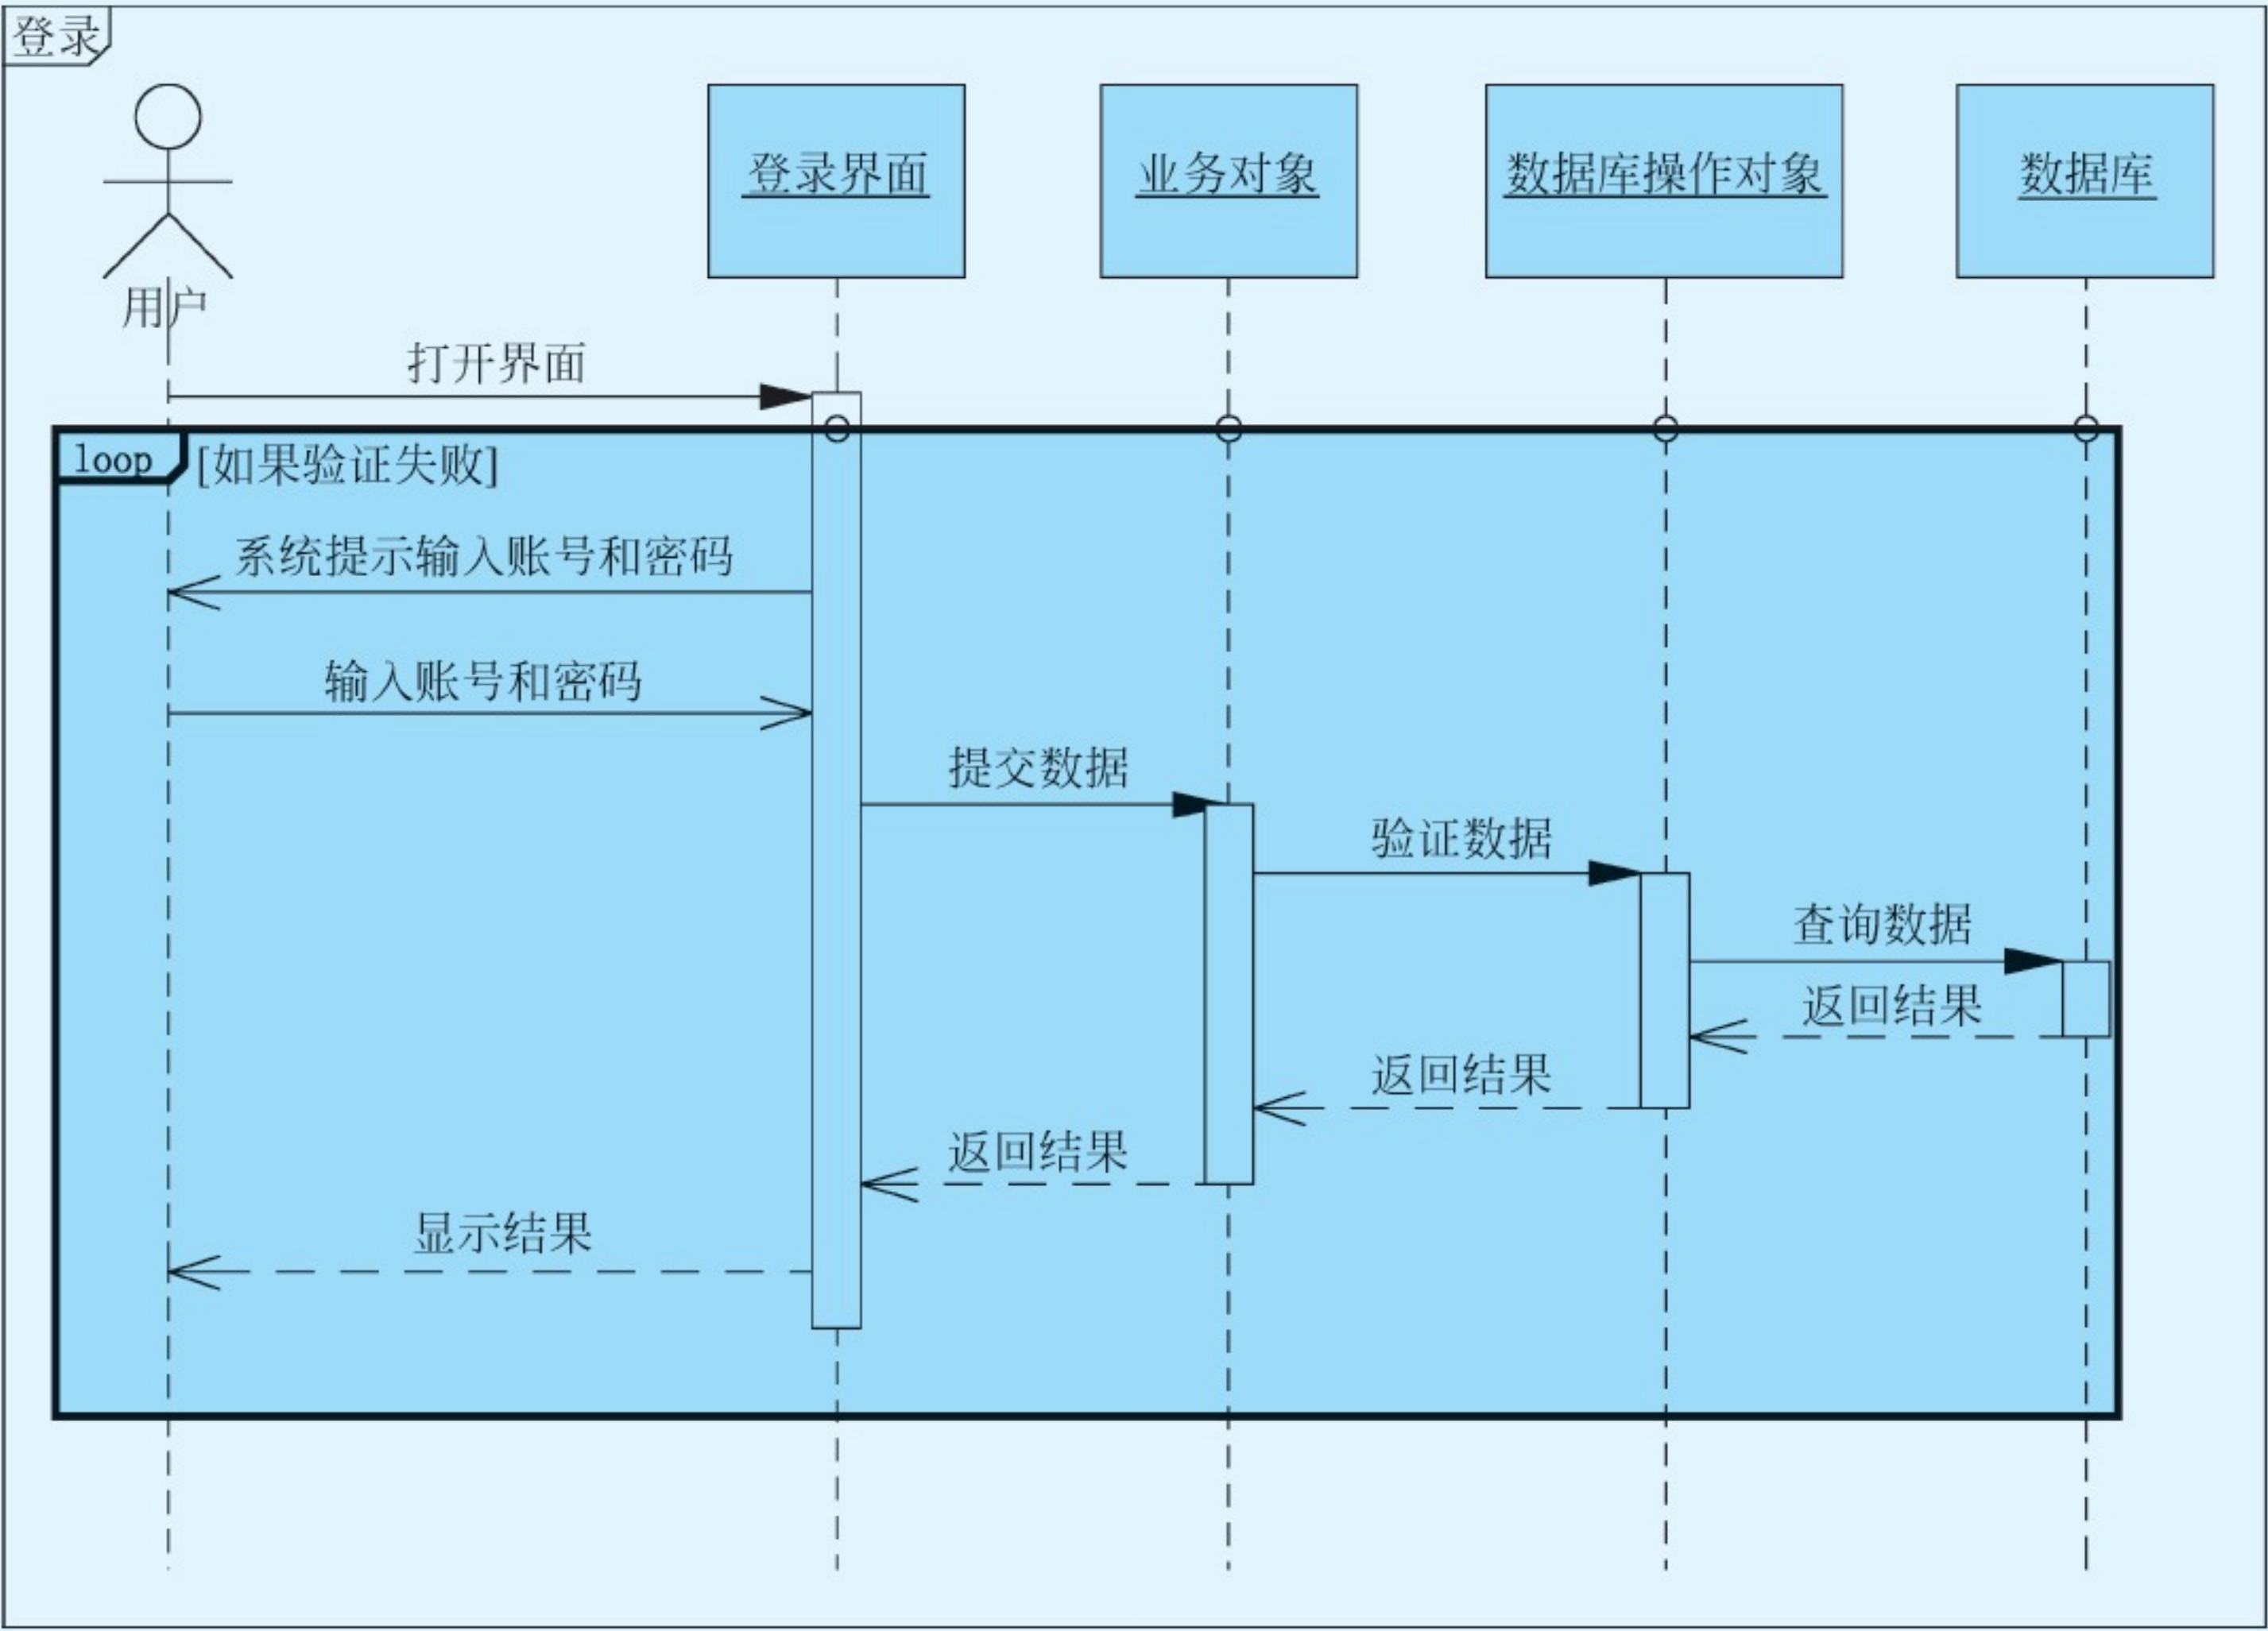 登录
用户
登录界面
业务对象
数据库操作对象
数据库
打开界面
loop
[如果验证失败]
系统提示输入账号和密码
输入账号和密码
提交数据
验证数据
查询数据
返回结果
返回结果
返回结果
显示结果